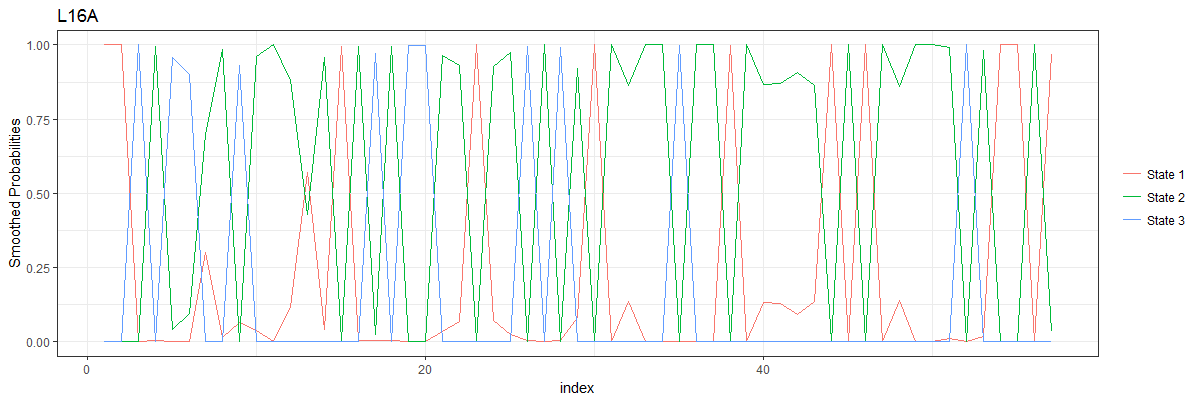 L16A
Smoothed Probabilities
1.00
0.75
0.50
0.25
0.00
0 20 40
index
State 1
State 2
State 3